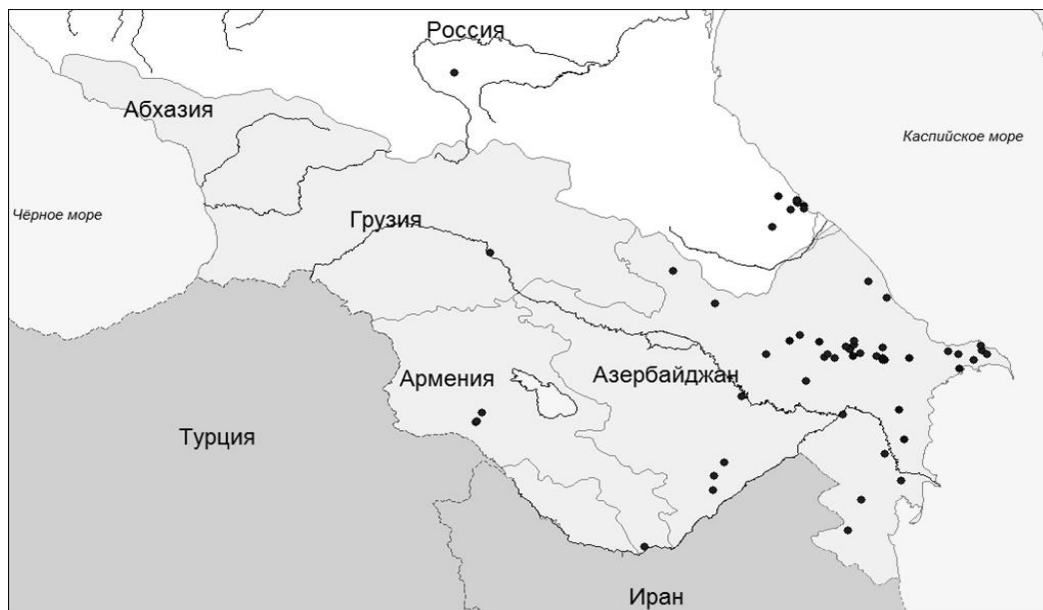 Россия
Абхазия
Каспийское море
Чёрное море
Грузия
Армения
Азербайджан
Турция
Иран